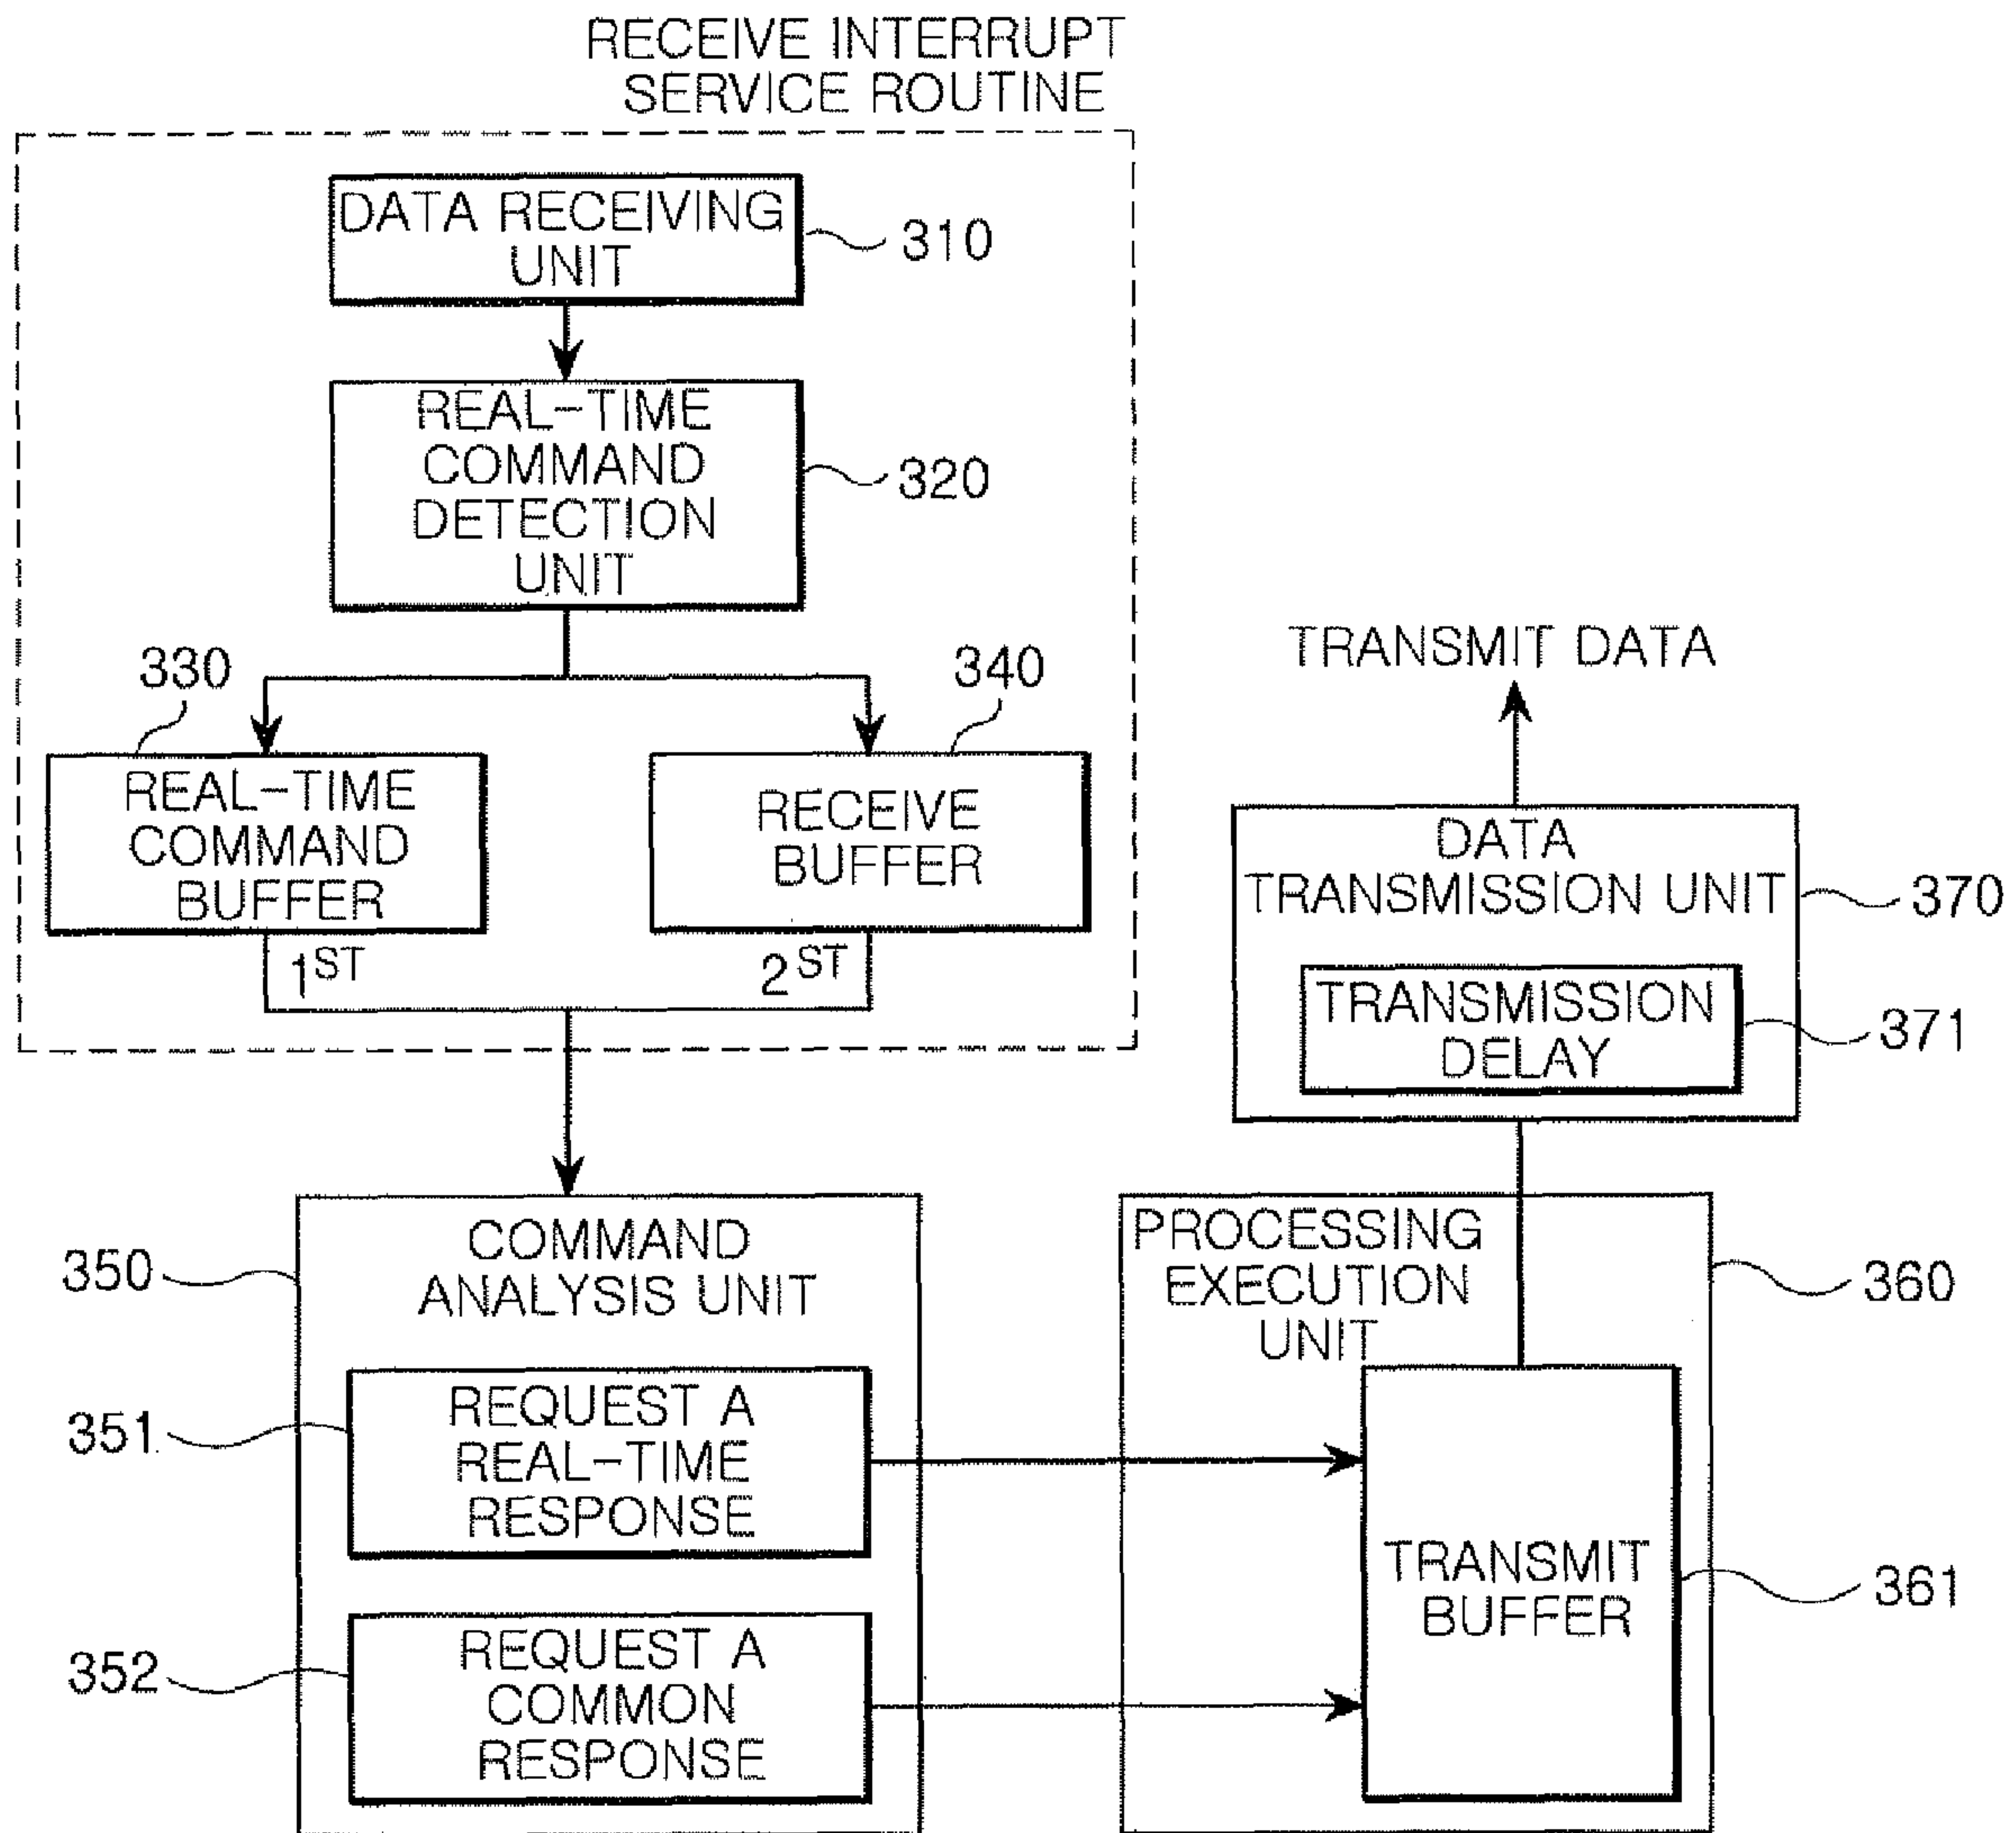 RECEIVE INTERRUPT
SERVICE ROUTINE
DATA RECEIVING
UNIT
310
REAL-TIME
COMMAND
DETECTION
UNIT
320
330
340
REAL-TIME
COMMAND
BUFFER
RECEIVE
BUFFER
1ST
2ST
TRANSMIT DATA
DATA
TRANSMISSION UNIT
370
TRANSMISSION
DELAY
371
350
COMMAND
ANALYSIS UNIT
351
REQUEST A
REAL-TIME
RESPONSE
352
REQUEST A
COMMON
RESPONSE
PROCESSING
EXECUTION
UNIT
360
TRANSMIT
BUFFER
361